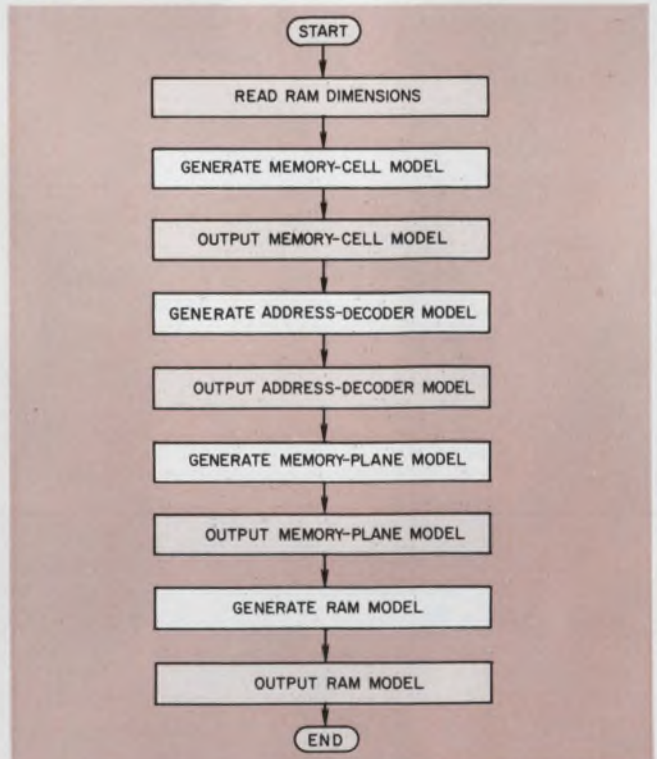 START
READ RAM DIMENSIONS
GENERATE MEMORY-CELL MODEL
OUTPUT MEMORY-CELL MODEL
GENERATE ADDRESS-DECODER MODEL
OUTPUT ADDRESS-DECODER MODEL
GENERATE MEMORY-PLANE MODEL
OUTPUT MEMORY-PLANE MODEL
GENERATE RAM MODEL
OUTPUT RAM MODEL
END